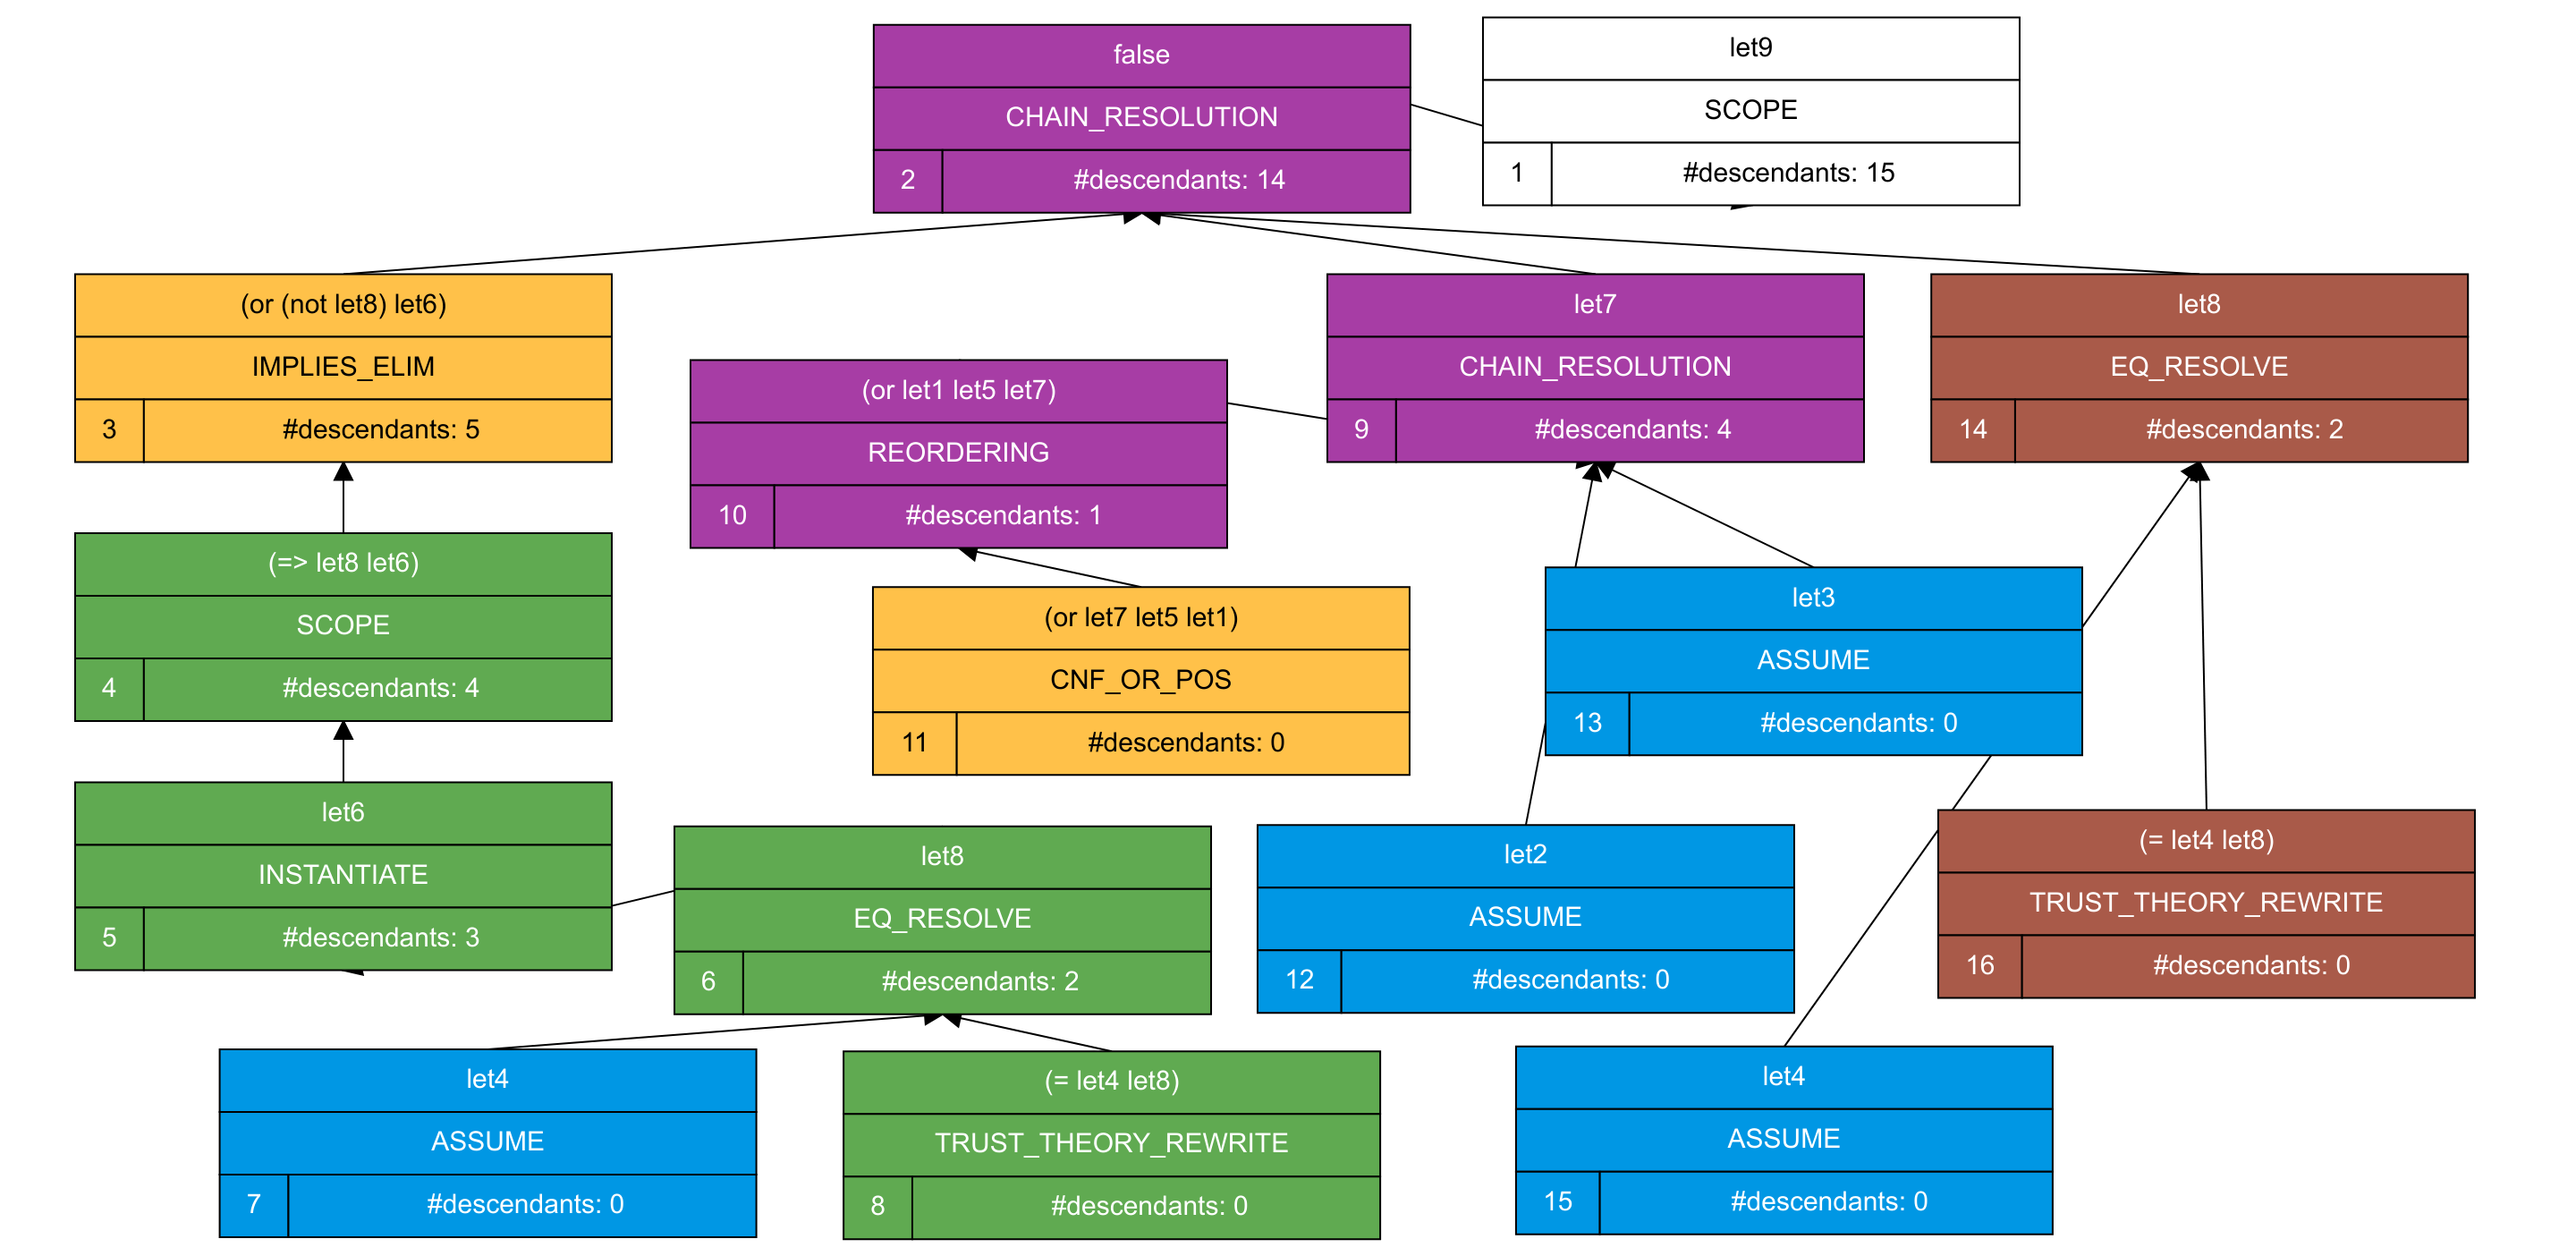 false
CHAIN_RESOLUTION
2 #descendants: 14
let9
SCOPE
1 #descendants: 15
(or (not let8) let6)
IMPLIES_ELIM
3 #descendants: 5
(or let1 let5 let7)
REORDERING
10 #descendants: 1
let7
CHAIN_RESOLUTION
9 #descendants: 4
let8
EQ_RESOLVE
14 #descendants: 2
(=> let8 let6)
SCOPE
4 #descendants: 4
(or let7 let5 let1)
CNF_OR_POS
11 #descendants: 0
let3
ASSUME
13 #descendants: 0
let6
INSTANTIATE
5 #descendants: 3
let8
EQ_RESOLVE
6 #descendants: 2
let2
ASSUME
12 #descendants: 0
(= let4 let8)
TRUST_THEORY_REWRITE
16 #descendants: 0
let4
ASSUME
7 #descendants: 0
(= let4 let8)
TRUST_THEORY_REWRITE
8 #descendants: 0
let4
ASSUME
15 #descendants: 0